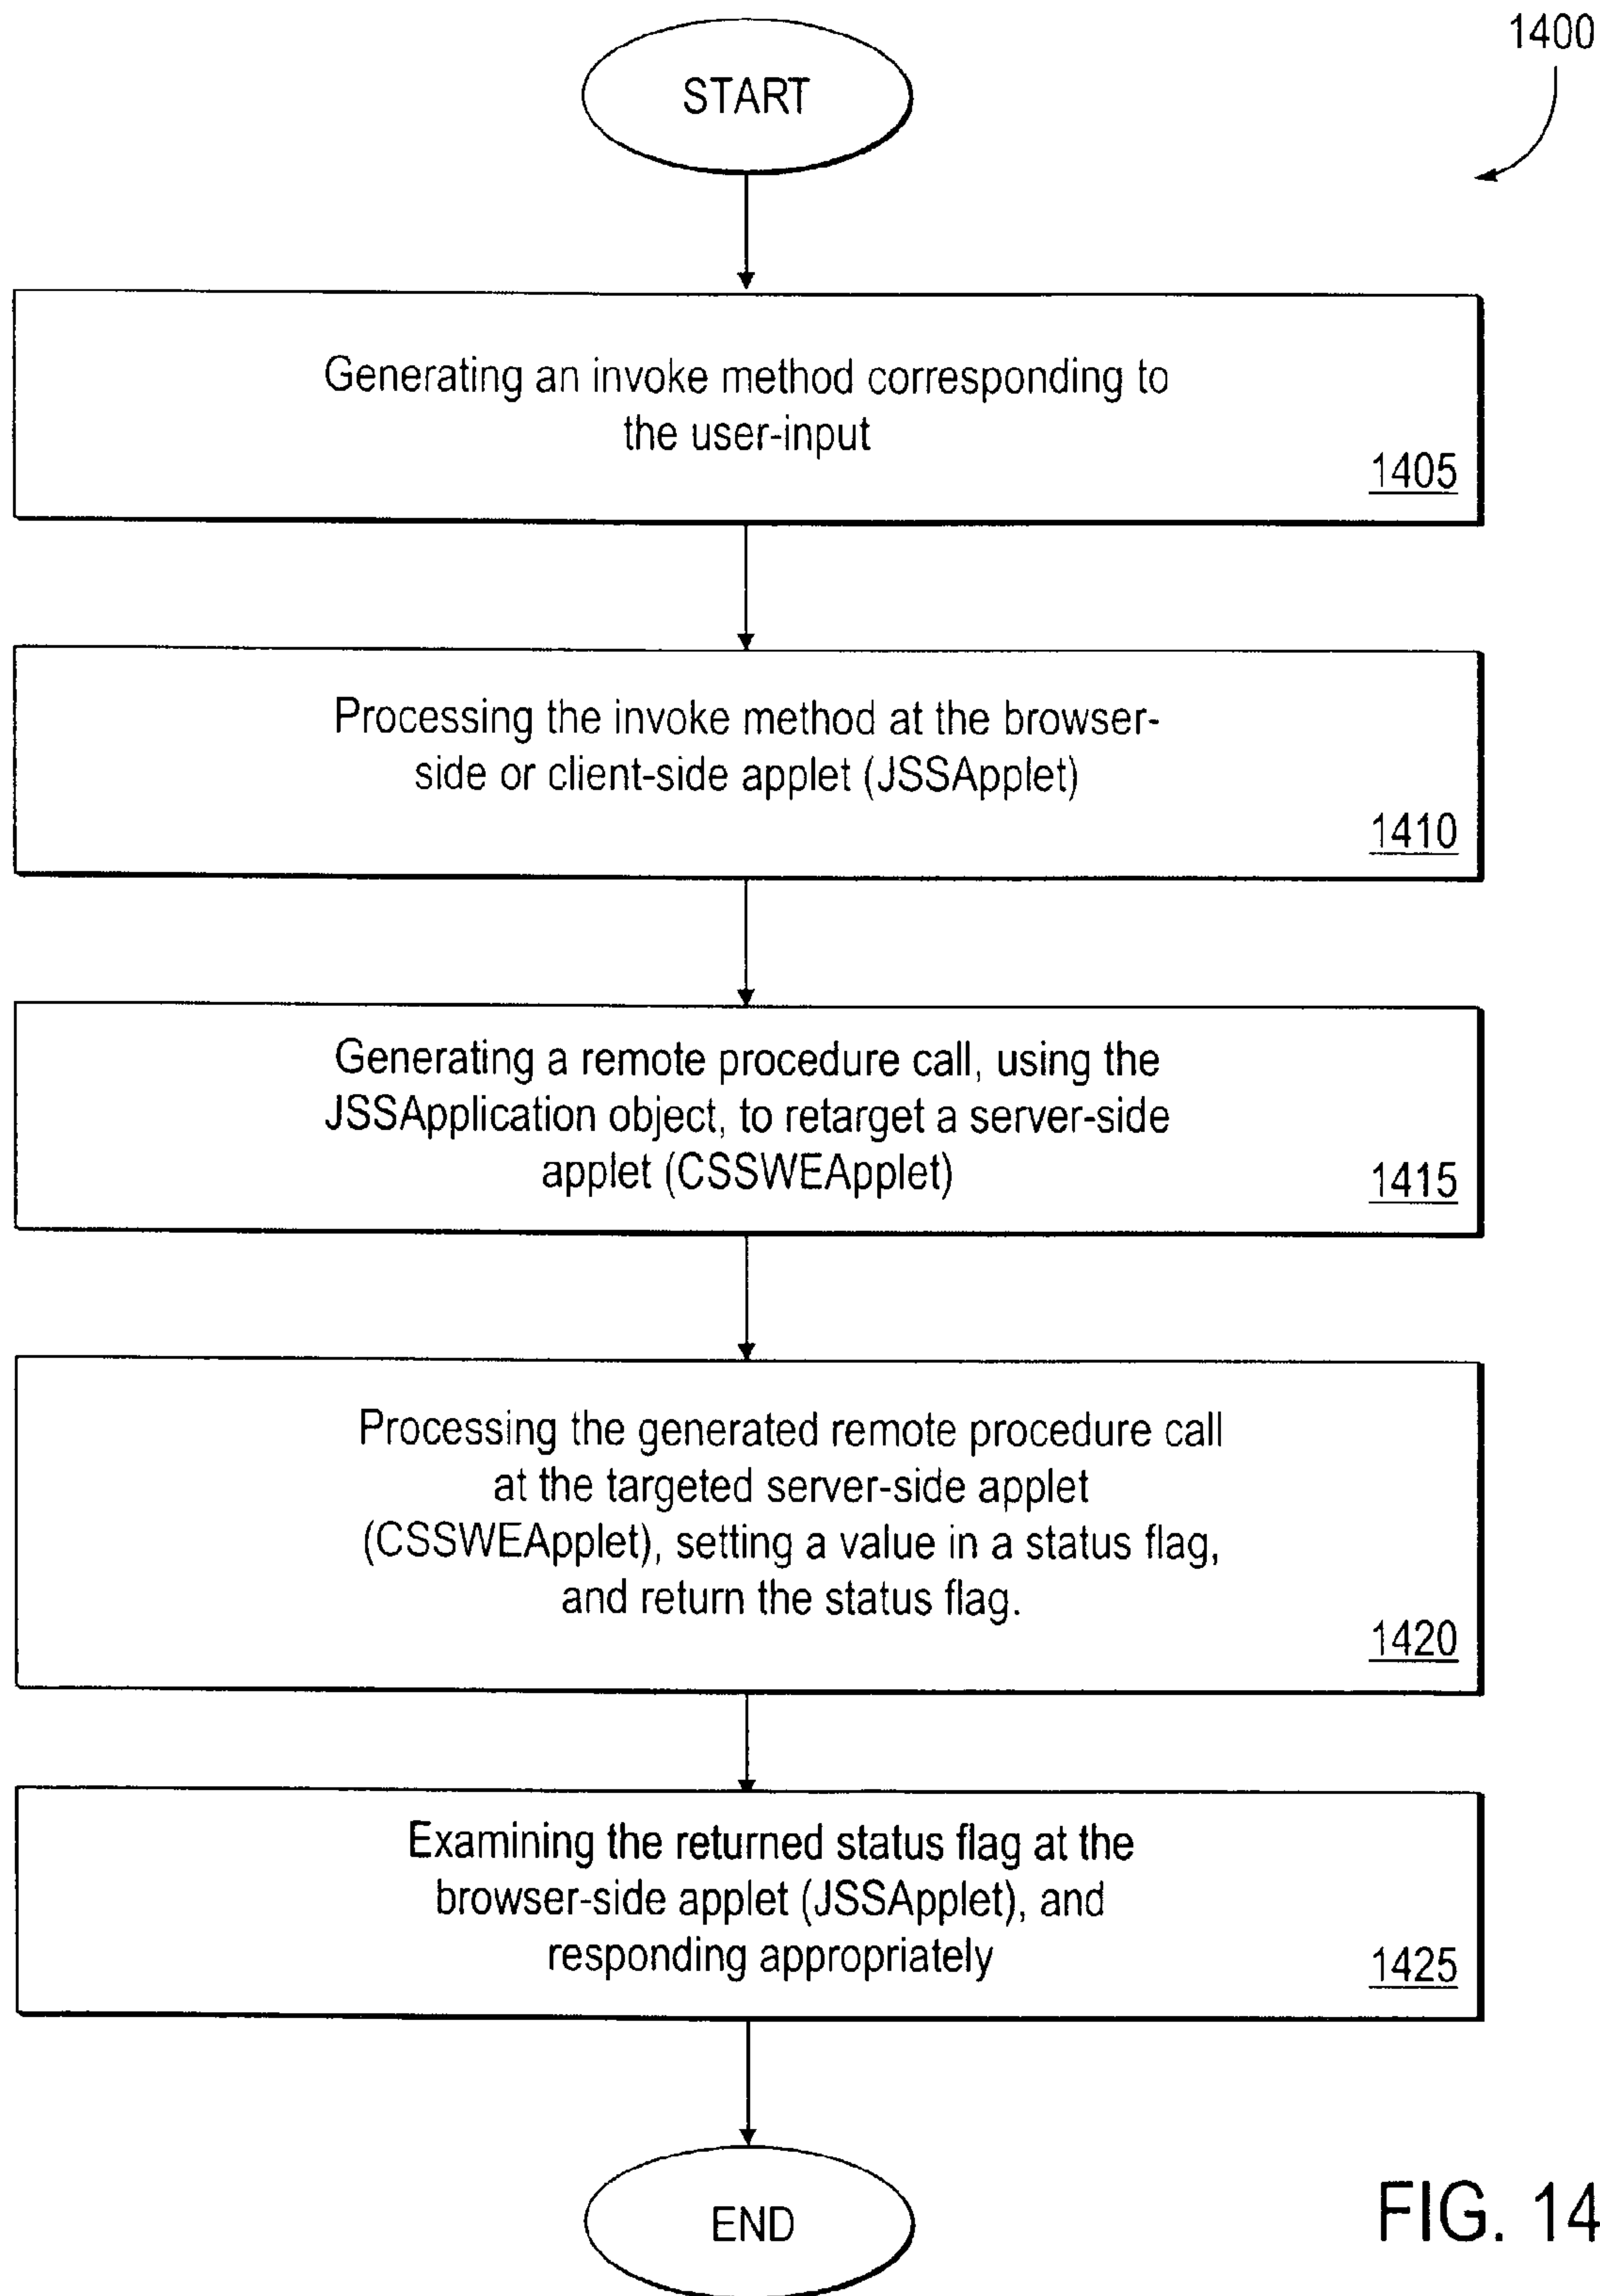 1400
START
Generating an invoke method corresponding to
the user-input
1405
Processing the invoke method at the browser-
side or client-side applet (JSSApplet)
1410
Generating a remote procedure call, using the
JSSApplication object, to retarget a server-side
applet (CSSWEApplet)
1415
Processing the generated remote procedure call
at the targeted server-side applet
(CSSWEApplet), setting a value in a status flag,
and return the status flag.
1420
Examining the returned status flag at the
browser-side applet (JSSApplet), and
responding appropriately
1425
END
FIG. 14